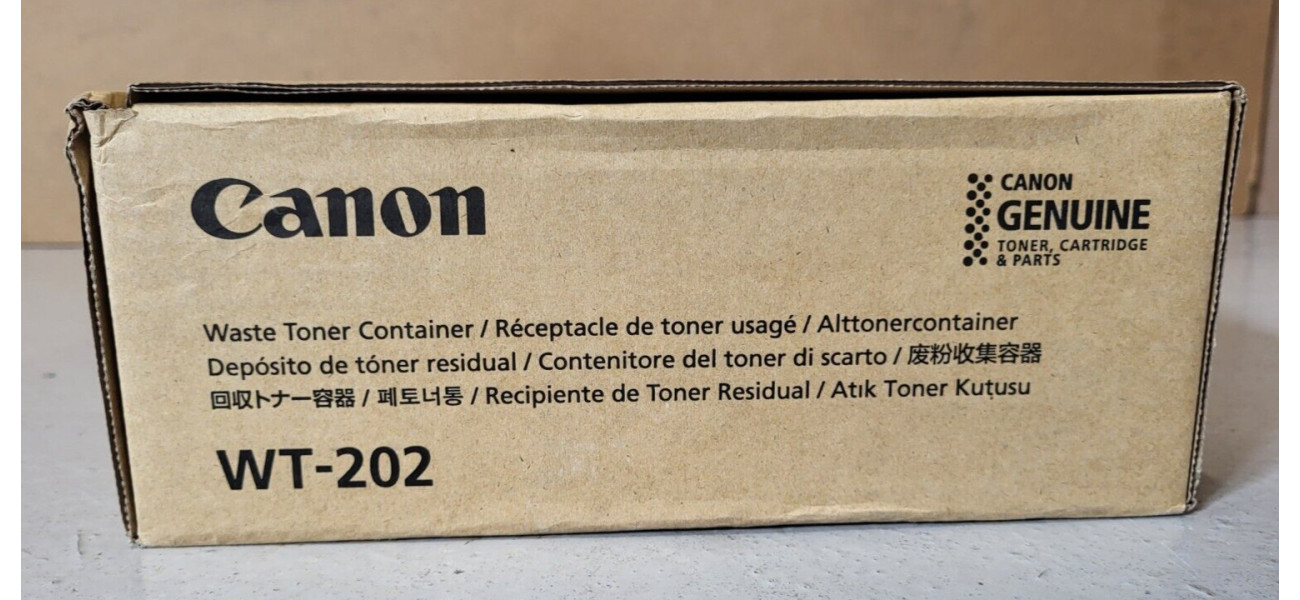 Canon
CANON
GENUINE
TONER, CARTRIDGE
& PARTS
Waste Toner Container / Réceptacle de toner usagé / Alttonercontainer
Depósito de tóner residual / Contenitore del toner di scarto / 废粉收集容器
回収トナー容器 / 폐토너통 / Recipiente de Toner Residual / Atık Toner Kutusu
WT-202